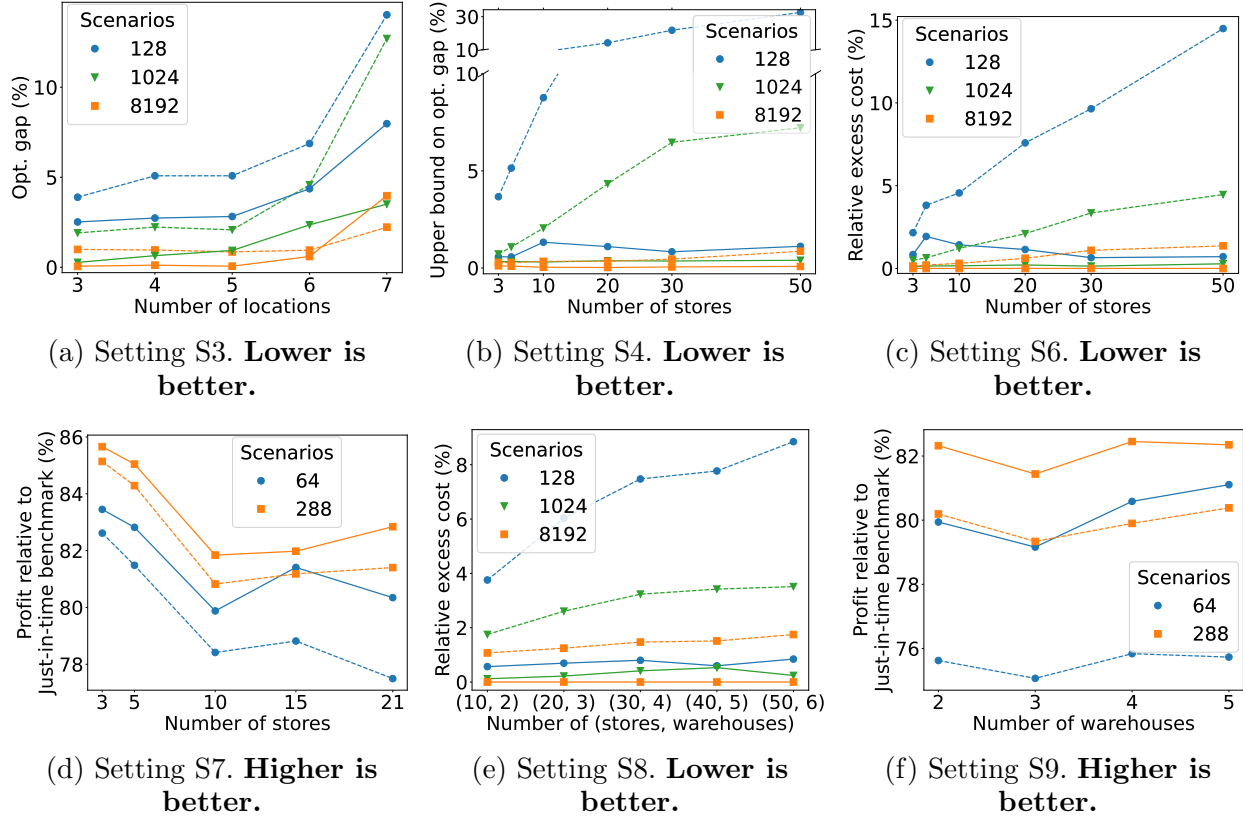 Opt. gap (%)
10
5
0
Scenarios
128
1024
8192
3 4 5 6 7
Number of locations
(a) Setting S3. Lower is
better.
Upper bound on opt. gap (%)
30
10
10
5
0
Scenarios
128
1024
8192
3 10 20 30 50
Number of stores
(b) Setting S4. Lower is
better.
Relative excess cost (%)
15
10
5
0
Scenarios
128
1024
8192
3 10 20 30 50
Number of stores
(c) Setting S6. Lower is
better.
Profit relative to
Just-in-time benchmark (%)
86
84
82
80
78
Scenarios
64
288
3 5 10 15 21
Number of stores
(d) Setting S7. Higher is
better.
Relative excess cost (%)
8
6
4
2
0
Scenarios
128
1024
8192
(10, 2) (20, 3) (30, 4) (40, 5) (50, 6)
Number of (stores, warehouses)
(e) Setting S8. Lower is
better.
Profit relative to
Just-in-time benchmark (%)
82
80
78
76
Scenarios
64
288
2 3 4 5
Number of warehouses
(f) Setting S9. Higher is
better.